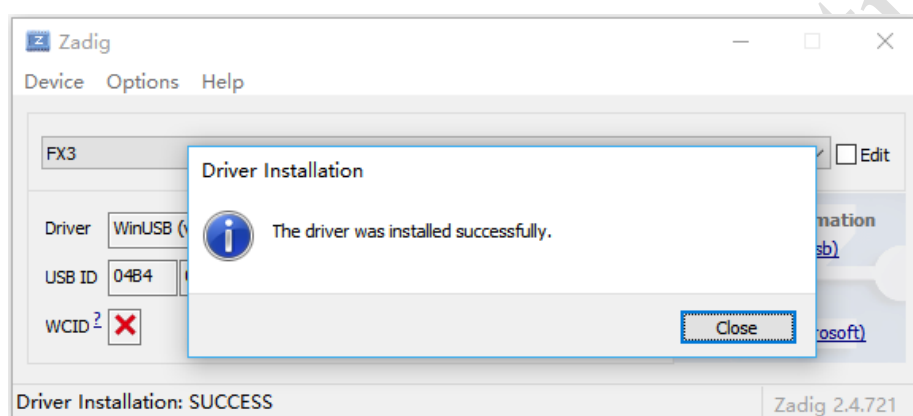 Zadig
Device Options Help
FX3
Edit
Driver Installation
The driver was installed successfully.
Driver WinUSB
USB ID 04B4
WCID ?
Close
Driver Installation: SUCCESS
Zadig 2.4.721